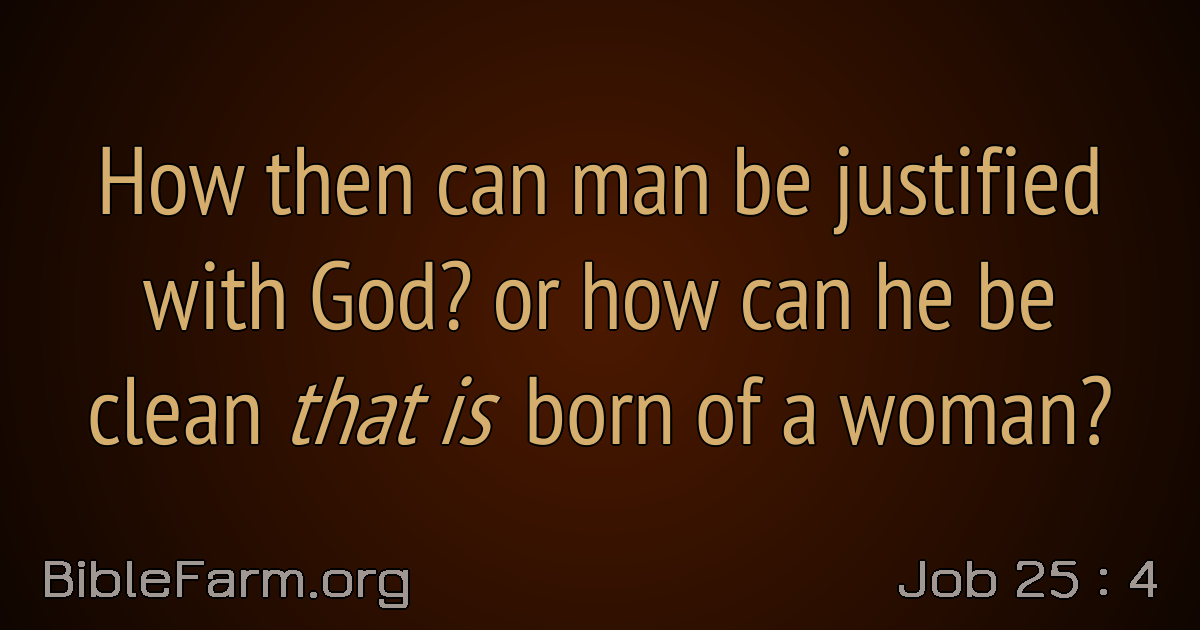 How then can man be justified
with God? or how can he be
clean that is born of a woman?
BibleFarm.org
Job 25 : 4